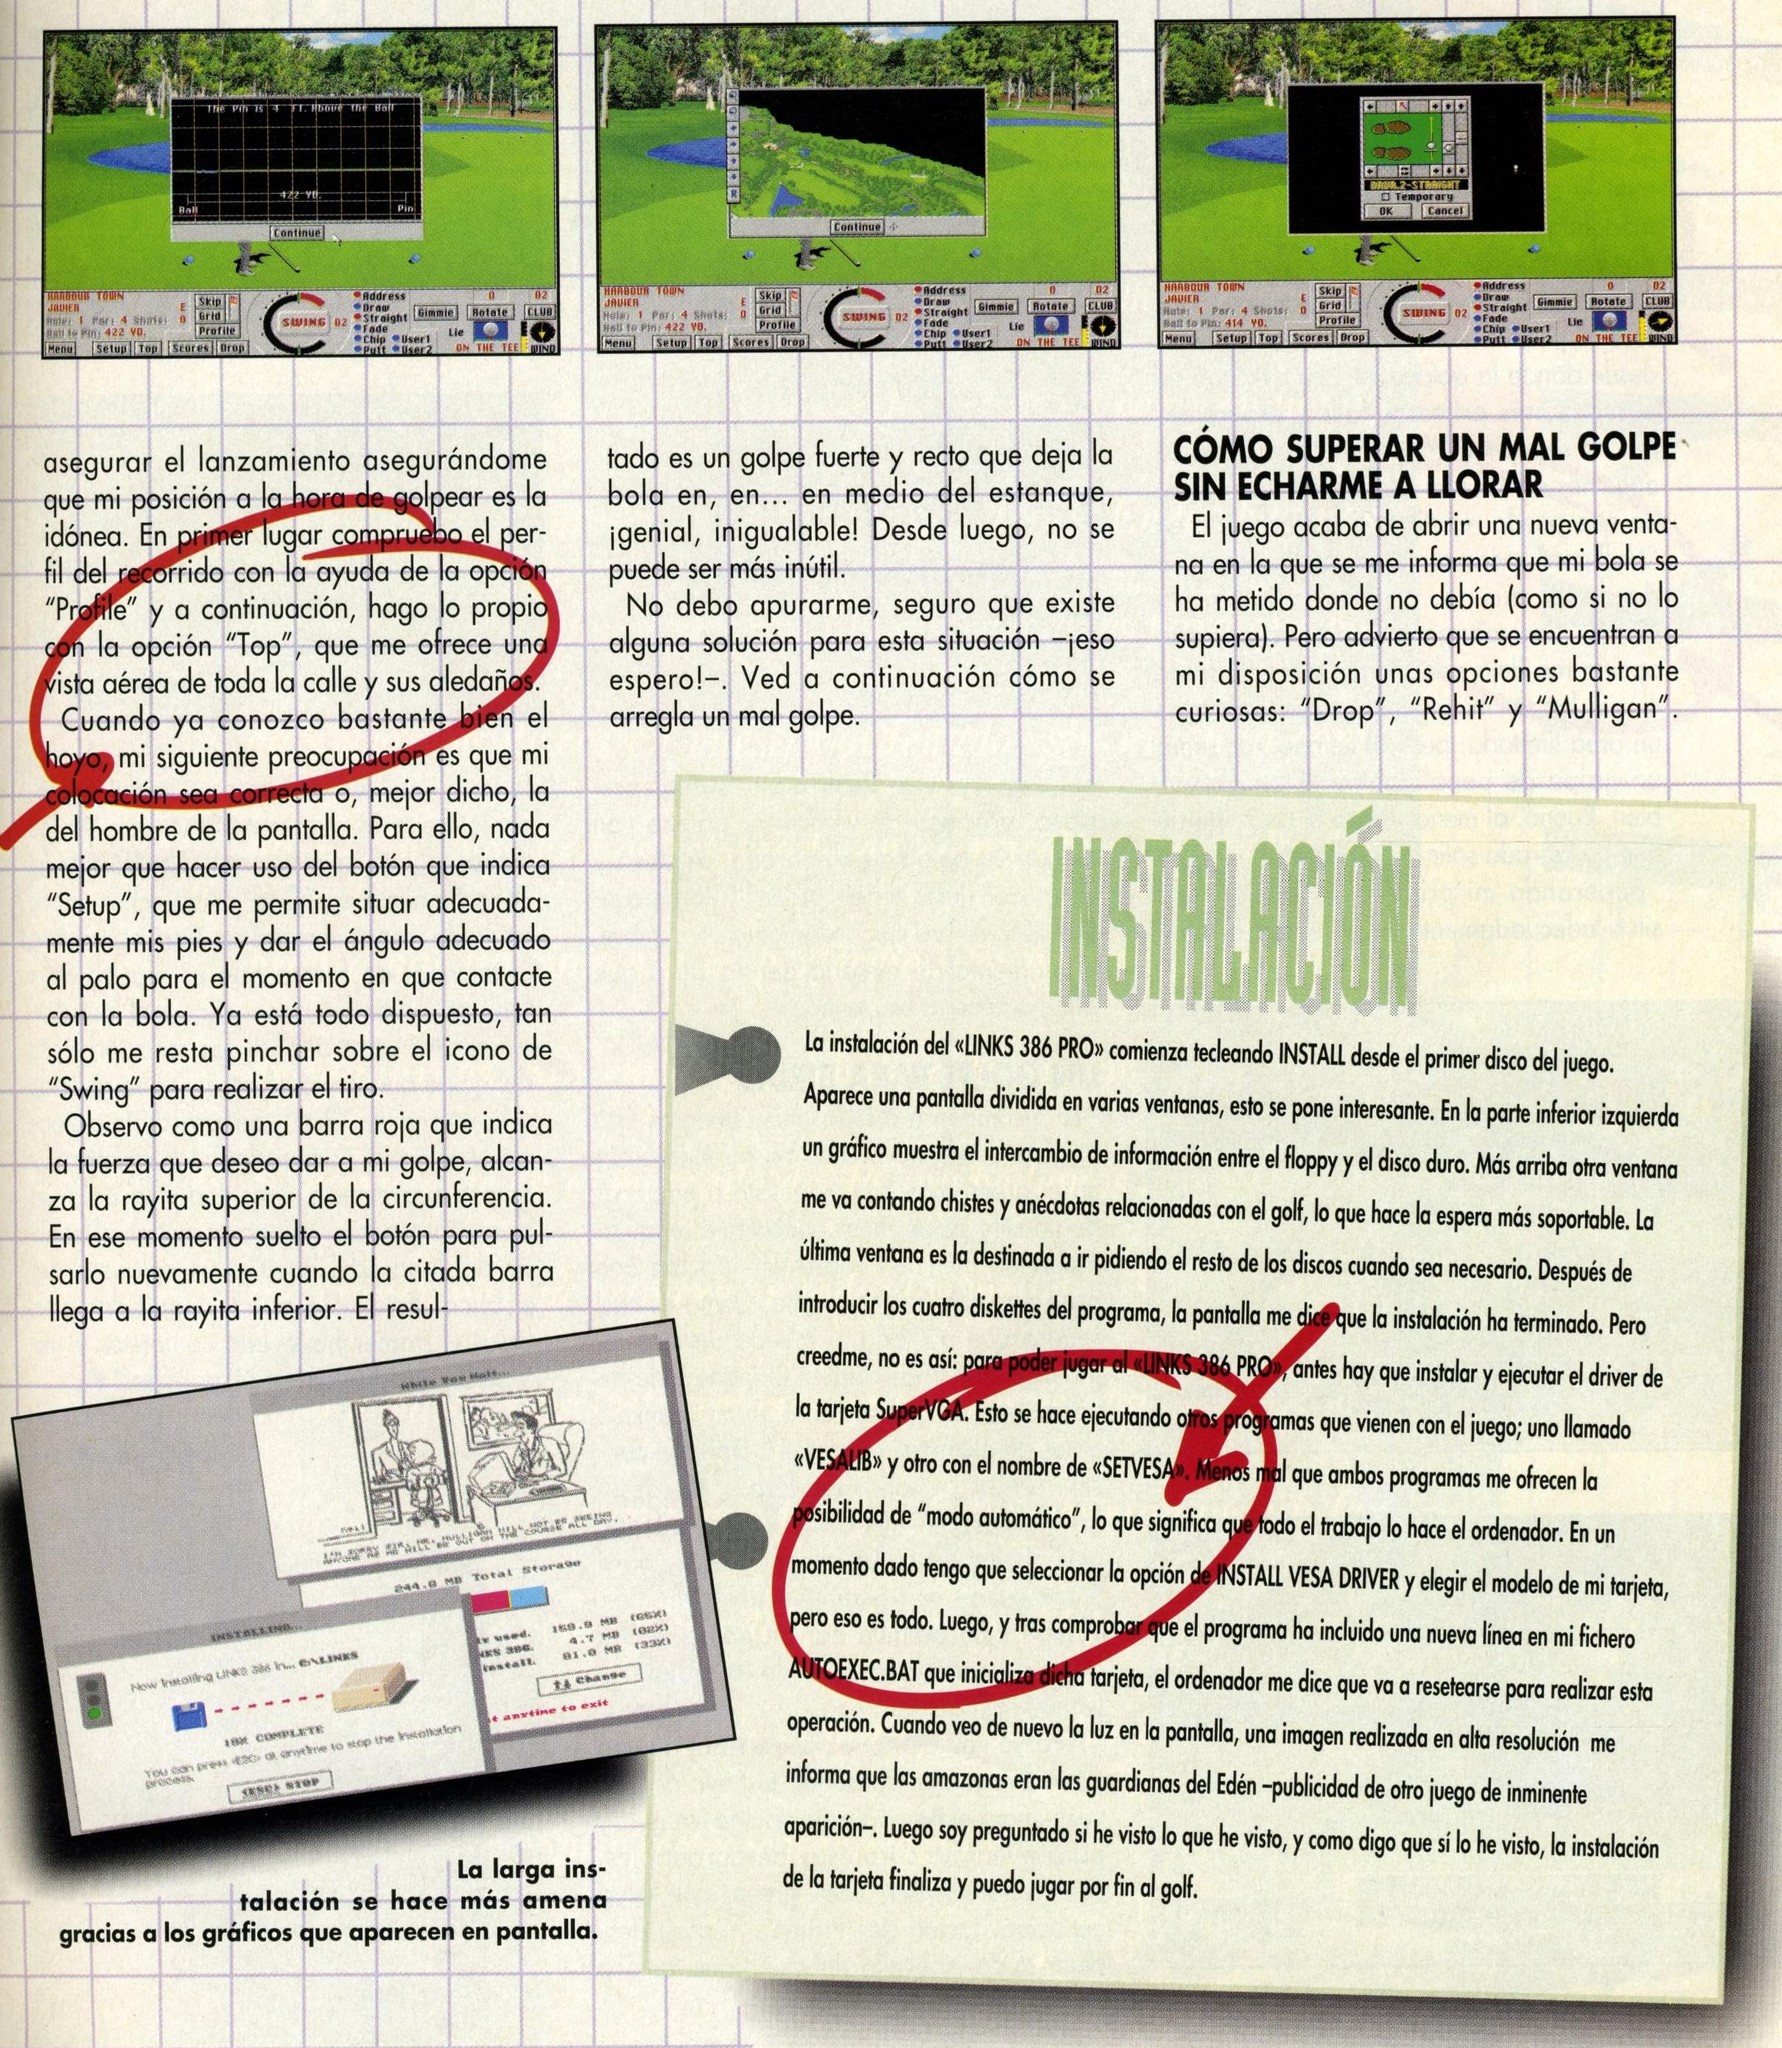 The Pin is 4 Ft. Above the Ball
422 YD.
Ball
Pin
Continue
HARBOUR TOWN
JAVIER E
Hole: 1 Par: 4 Shots: 0
Ball to Pin: 422 YD.
Skip
Grid
Profile
SWING 02
Address
Draw
Straight
Fade
Chip User1
Putt User2
Gimmie
Rotate
CLUB
0
02
Lie
ON THE TEE
WIND
Menu Setup Top Scores Drop
R
Continue
HARBOUR TOWN
JAVIER E
Hole: 1 Par: 4 Shots: 0
Ball to Pin: 422 YD.
Skip
Grid
Profile
SWING 02
Address
Draw
Straight
Fade
Chip User1
Putt User2
Gimmie
Rotate
CLUB
0
02
Lie
ON THE TEE
WIND
Menu Setup Top Scores Drop
DRVR.2-STRAIGHT
Temporary
OK Cancel
HARBOUR TOWN
JAVIER E
Hole: 1 Par: 4 Shots: 0
Ball to Pin: 414 YD.
Skip
Grid
Profile
SWING 02
Address
Draw
Straight
Fade
Chip User1
Putt User2
Gimmie
Rotate
CLUB
0
02
Lie
ON THE TEE
WIND
Menu Setup Top Scores Drop
asegurar el lanzamiento asegurándome
que mi posición a la hora de golpear es la
idónea. En primer lugar compruebo el per-
fil del recorrido con la ayuda de la opción
“Profile” y a continuación, hago lo propio
con la opción “Top”, que me ofrece una
vista aérea de toda la calle y sus aledaños.
Cuando ya conozco bastante bien el
hoyo, mi siguiente preocupación es que mi
colocación sea correcta o, mejor dicho, la
del hombre de la pantalla. Para ello, nada
mejor que hacer uso del botón que indica
“Setup”, que me permite situar adecuada-
mente mis pies y dar el ángulo adecuado
al palo para el momento en que contacte
con la bola. Ya está todo dispuesto, tan
sólo me resta pinchar sobre el icono de
“Swing” para realizar el tiro.
Observo como una barra roja que indica
la fuerza que deseo dar a mi golpe, alcan-
za la rayita superior de la circunferencia.
En ese momento suelto el botón para pul-
sarlo nuevamente cuando la citada barra
llega a la rayita inferior. El resul-
tado es un golpe fuerte y recto que deja la
bola en, en... en medio del estanque,
¡genial, inigualable! Desde luego, no se
puede ser más inútil.
No debo apurarme, seguro que existe
alguna solución para esta situación –¡eso
espero!–. Ved a continuación cómo se
arregla un mal golpe.
CÓMO SUPERAR UN MAL GOLPE
SIN ECHARME A LLORAR
El juego acaba de abrir una nueva venta-
na en la que se me informa que mi bola se
ha metido donde no debía (como si no lo
supiera). Pero advierto que se encuentran a
mi disposición unas opciones bastante
curiosas: “Drop”, “Rehit” y “Mulligan”.
INSTALACIÓN
La instalación del «LINKS 386 PRO» comienza tecleando INSTALL desde el primer disco del juego.
Aparece una pantalla dividida en varias ventanas, esto se pone interesante. En la parte inferior izquierda
un gráfico muestra el intercambio de información entre el floppy y el disco duro. Más arriba otra ventana
me va contando chistes y anécdotas relacionadas con el golf, lo que hace la espera más soportable. La
última ventana es la destinada a ir pidiendo el resto de los discos cuando sea necesario. Después de
introducir los cuatro diskettes del programa, la pantalla me dice que la instalación ha terminado. Pero
creedme, no es así: para poder jugar al «LINKS 386 PRO», antes hay que instalar y ejecutar el driver de
la tarjeta SuperVGA. Esto se hace ejecutando otros programas que vienen con el juego; uno llamado
«VESALIB» y otro con el nombre de «SETVESA». Menos mal que ambos programas me ofrecen la
posibilidad de “modo automático”, lo que significa que todo el trabajo lo hace el ordenador. En un
momento dado tengo que seleccionar la opción de INSTALL VESA DRIVER y elegir el modelo de mi tarjeta,
pero eso es todo. Luego, y tras comprobar que el programa ha incluido una nueva línea en mi fichero
AUTOEXEC.BAT que inicializa dicha tarjeta, el ordenador me dice que va a resetearse para realizar esta
operación. Cuando veo de nuevo la luz en la pantalla, una imagen realizada en alta resolución me
informa que las amazonas eran las guardianas del Edén –publicidad de otro juego de inminente
aparición–. Luego soy preguntado si he visto lo que he visto, y como digo que sí lo he visto, la instalación
de la tarjeta finaliza y puedo jugar por fin al golf.
While You Wait...
I'M SORRY SIR, MR. MULLIGAN WILL NOT BE SEEING
ANYONE AS HE WILL BE OUT ON THE COURSE ALL DAY.
244.0 MB Total Storage
used. 159.9 MB (65%)
386. 4.7 MB (02%)
install. 81.0 MB (33%)
Change
anytime to exit
INSTALLING...
Now Installing LINKS 386 in... C:\LINKS
18% COMPLETE
You can press <ESC> at anytime to stop the installation
process.
<ESC> STOP
La larga ins-
talación se hace más amena
gracias a los gráficos que aparecen en pantalla.